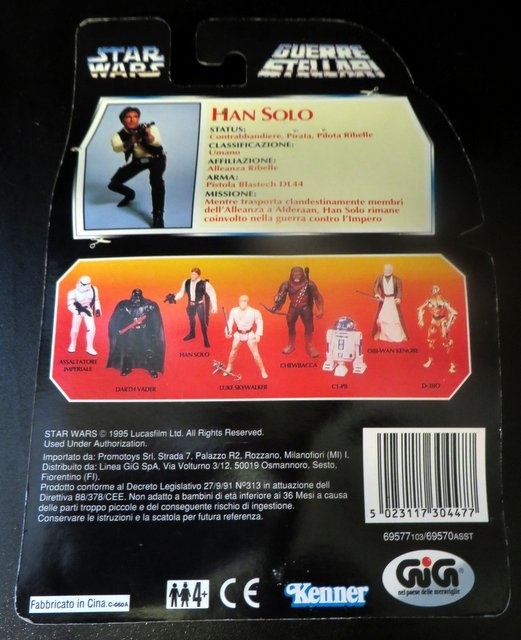 STAR WARS
GUERRE STELLARI
HAN SOLO
STATUS:
Contrabbandiere, Pirata, Pilota Ribelle
CLASSIFICAZIONE:
Umano
AFFILIAZIONE:
Alleanza Ribelle
ARMA:
Pistola Blastech DL44
MISSIONE:
Mentre trasporta clandestinamente membri
dell'Alleanza a Alderaan, Han Solo rimane
coinvolto nella guerra contro l'Impero
ASSALTATORE
IMPERIALE
DARTH VADER
HAN SOLO
LUKE SKYWALKER
CHEWBACCA
C1-P8
OBI-WAN KENOBI
D-3BO
STAR WARS © 1995 Lucasfilm Ltd. All Rights Reserved.
Used Under Authorization.
Importato da: Promotoys Srl, Strada 7, Palazzo R2, Rozzano, Milanofiori (MI) I.
Distribuito da: Linea GiG SpA, Via Volturno 3/12, 50019 Osmannoro, Sesto,
Fiorentino (FI).
Prodotto conforme al Decreto Legislativo 27/9/91 N°313 in attuazione dell
Direttiva 88/378/CEE. Non adatto a bambini di età inferiore ai 36 Mesi a causa
delle parti troppo piccole e del conseguente rischio di ingestione.
Conservare le istruzioni e la scatola per futura referenza.
5 023117 304477
69577103/69570ASST
Fabbricato in Cina. C-060A
4+
CE
Kenner
GiG
nel paese delle meraviglie